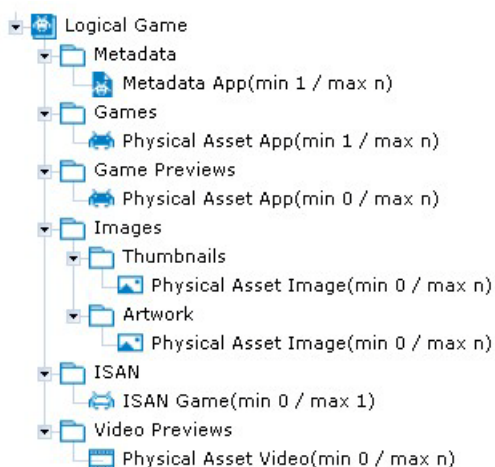 Logical Game
Metadata
Metadata App(min 1 / max n)
Games
Physical Asset App(min 1 / max n)
Game Previews
Physical Asset App(min 0 / max n)
Images
Thumbnails
Physical Asset Image(min 0 / max n)
Artwork
Physical Asset Image(min 0 / max n)
ISAN
ISAN Game(min 0 / max 1)
Video Previews
Physical Asset Video(min 0 / max n)